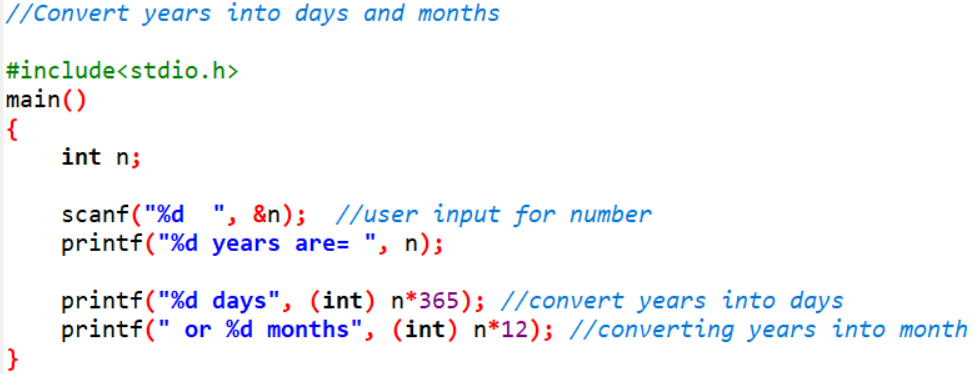 //Convert years into days and months
#include<stdio.h>
main()
{
int n;
scanf("%d  ", &n);  //user input for number
printf("%d years are= ", n);
printf("%d days", (int) n*365); //convert years into days
printf(" or %d months", (int) n*12); //converting years into month
}